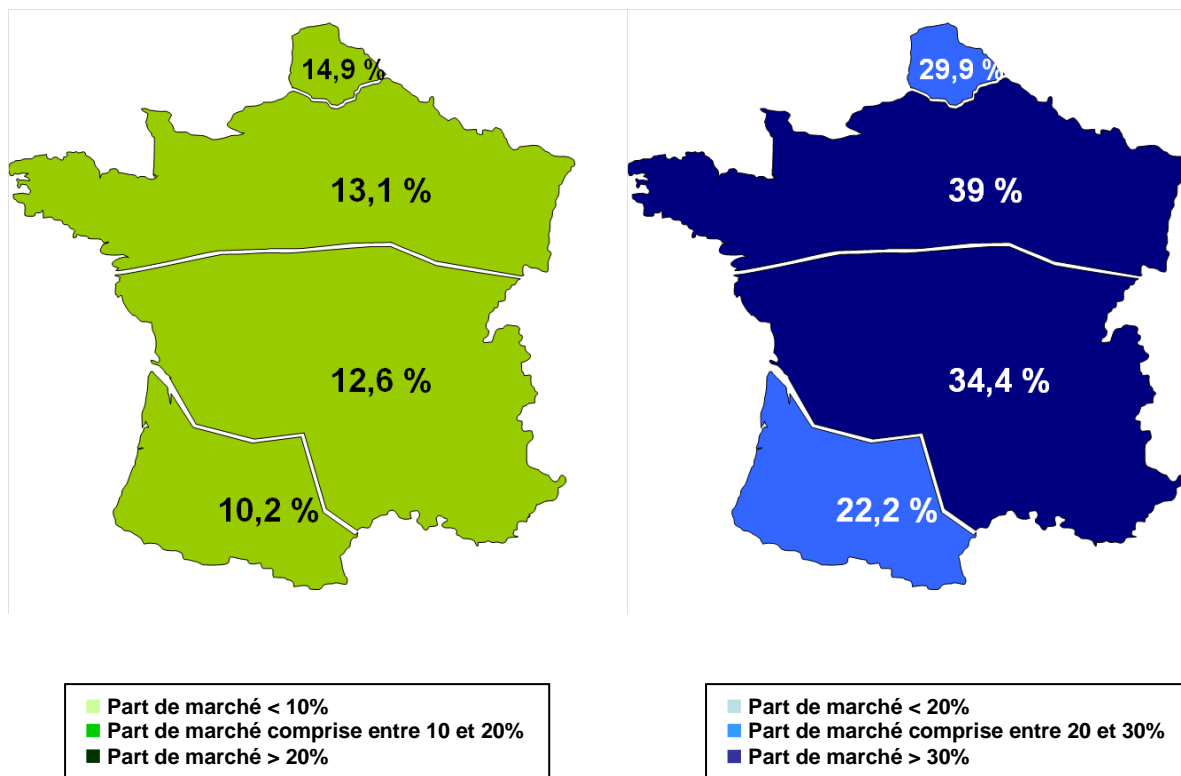 14,9 %
13,1 %
12,6 %
10,2 %
29,9 %
39 %
34,4 %
22,2 %
Part de marché < 10%
Part de marché comprise entre 10 et 20%
Part de marché > 20%
Part de marché < 20%
Part de marché comprise entre 20 et 30%
Part de marché > 30%